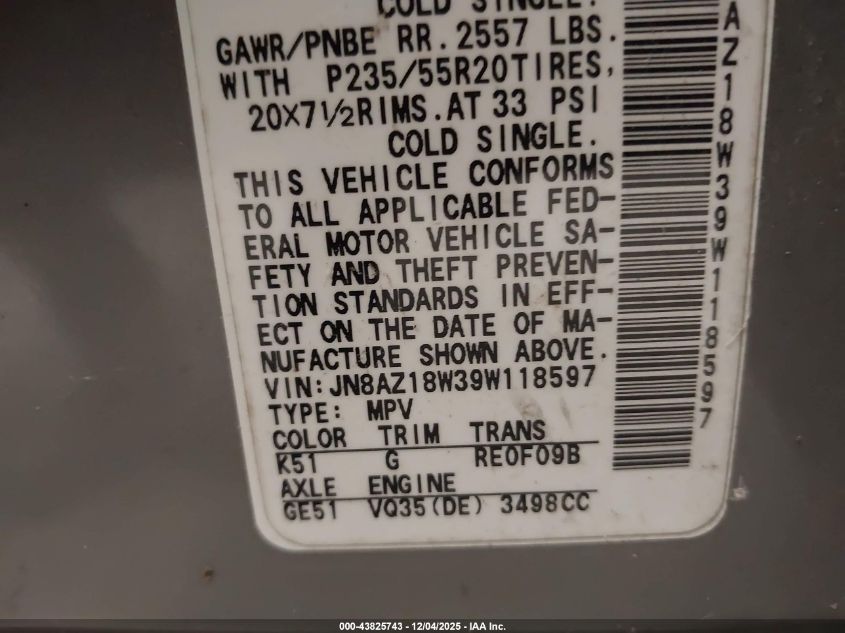 COLD SINGLE.
GAWR/PNBE RR. 2557 LBS.
WITH P235/55R20TIRES,
20X7½RIMS.AT 33 PSI
COLD SINGLE.
THIS VEHICLE CONFORMS
TO ALL APPLICABLE FED-
ERAL MOTOR VEHICLE SA-
FETY AND THEFT PREVEN-
TION STANDARDS IN EFF-
ECT ON THE DATE OF MA-
NUFACTURE SHOWN ABOVE.
VIN:JN8AZ18W39W118597
TYPE: MPV
COLOR TRIM TRANS
K51 G RE0F09B
AXLE ENGINE
GE51 VQ35(DE) 3498CC
AZ18W39W118597
000-43825743 - 12/04/2025 - IAA Inc.